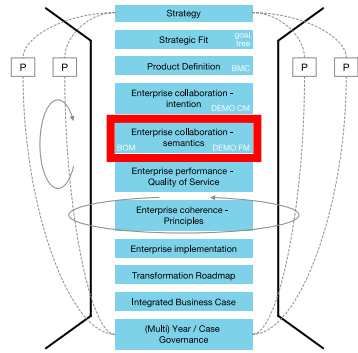 Strategy
Strategic Fit
goal
tree
P
P
Product Definition
BMC
P
P
Enterprise collaboration -
intention
DEMO CM
Enterprise collaboration -
semantics
BOM
DEMO FM
Enterprise performance -
Quality of Service
Enterprise coherence -
Principles
Enterprise implementation
Transformation Roadmap
Integrated Business Case
(Multi) Year / Case
Governance